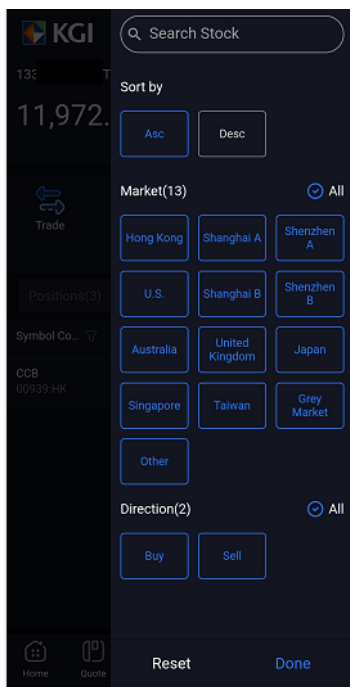 KGI
Search Stock
133
T
11,972.
Sort by
Asc
Desc
Market(13)
All
Trade
Hong Kong
Shanghai A
Shenzhen
A
Positions(3)
U.S.
Shanghai B
Shenzhen
B
Symbol Co...
Australia
United
Kingdom
Japan
CCB
00939:HK
Singapore
Taiwan
Grey
Market
Other
Direction(2)
All
Buy
Sell
Home
Quote
Reset
Done